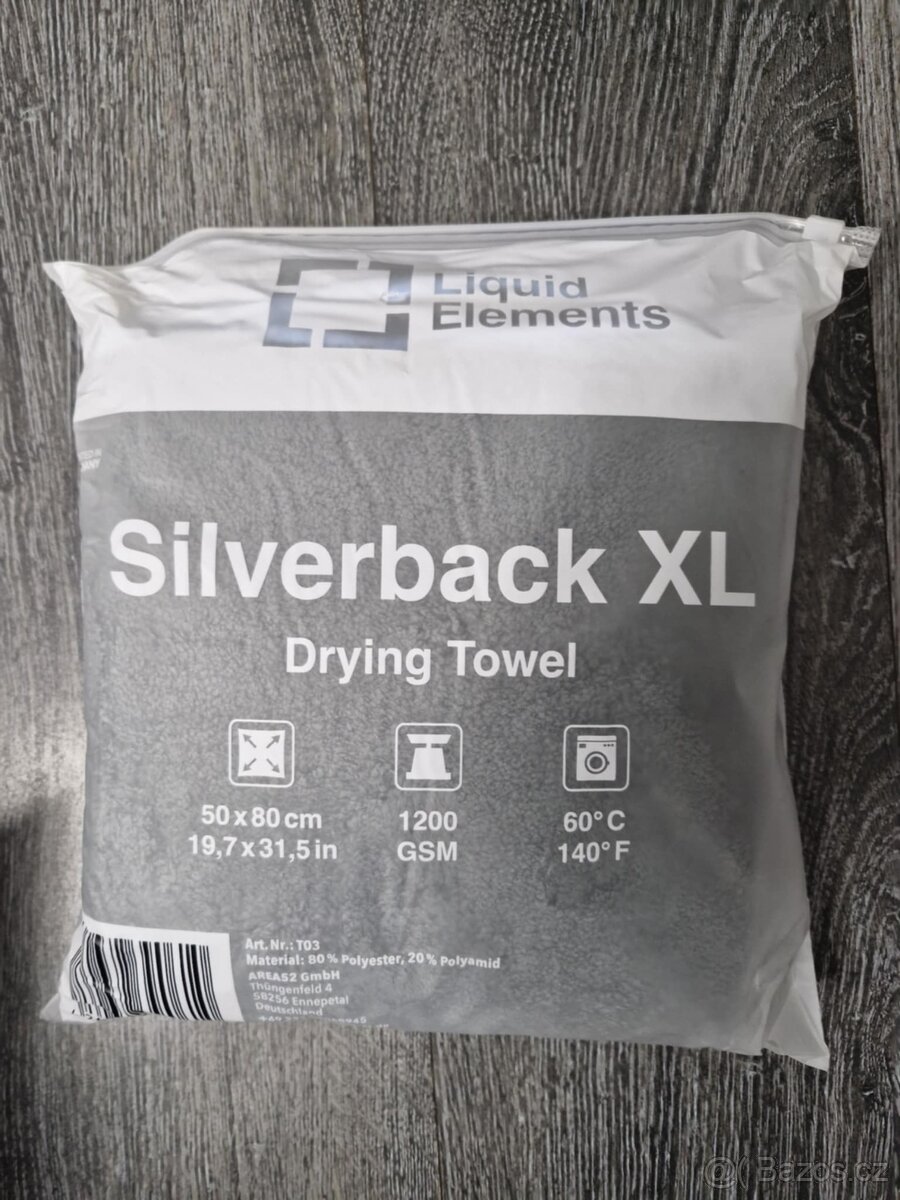 Liquid
Elements
Silverback XL
Drying Towel
50 x 80 cm
19,7 x 31,5 in
1200
GSM
60° C
140° F
Art. Nr.: T03
Material: 80 % Polyester, 20 % Polyamid
AREA52 GmbH
Thüngenfeld 4
58256 Ennepetal
Deutschland
@( Bazos.cz